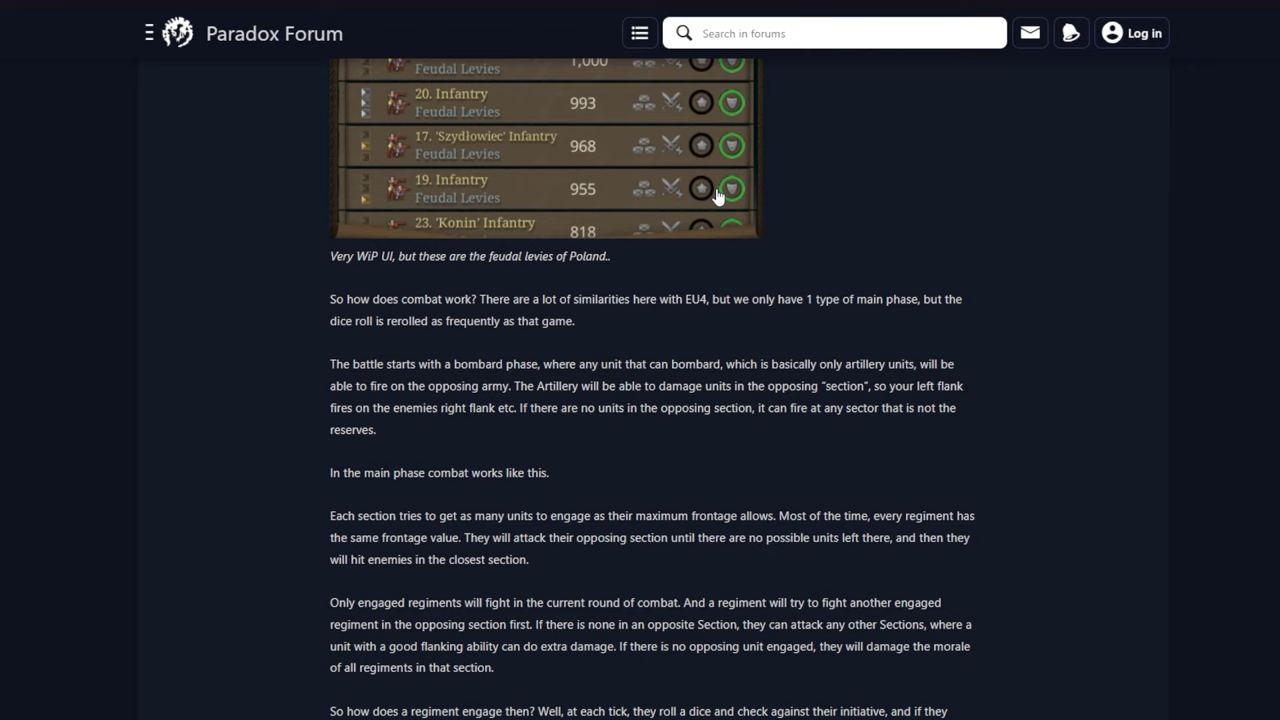 Paradox Forum
Search in forums
Log in
1,000
Feudal Levies
20. Infantry
993
Feudal Levies
17. 'Szydłowiec' Infantry
968
Feudal Levies
19. Infantry
955
Feudal Levies
23. 'Konin' Infantry
818
Very WiP UI, but these are the feudal levies of Poland..
So how does combat work? There are a lot of similarities here with EU4, but we only have 1 type of main phase, but the
dice roll is rerolled as frequently as that game.
The battle starts with a bombard phase, where any unit that can bombard, which is basically only artillery units, will be
able to fire on the opposing army. The Artillery will be able to damage units in the opposing “section”, so your left flank
fires on the enemies right flank etc. If there are no units in the opposing section, it can fire at any sector that is not the
reserves.
In the main phase combat works like this.
Each section tries to get as many units to engage as their maximum frontage allows. Most of the time, every regiment has
the same frontage value. They will attack their opposing section until there are no possible units left there, and then they
will hit enemies in the closest section.
Only engaged regiments will fight in the current round of combat. And a regiment will try to fight another engaged
regiment in the opposing section first. If there is none in an opposite Section, they can attack any other Sections, where a
unit with a good flanking ability can do extra damage. If there is no opposing unit engaged, they will damage the morale
of all regiments in that section.
So how does a regiment engage then? Well, at each tick, they roll a dice and check against their initiative, and if they